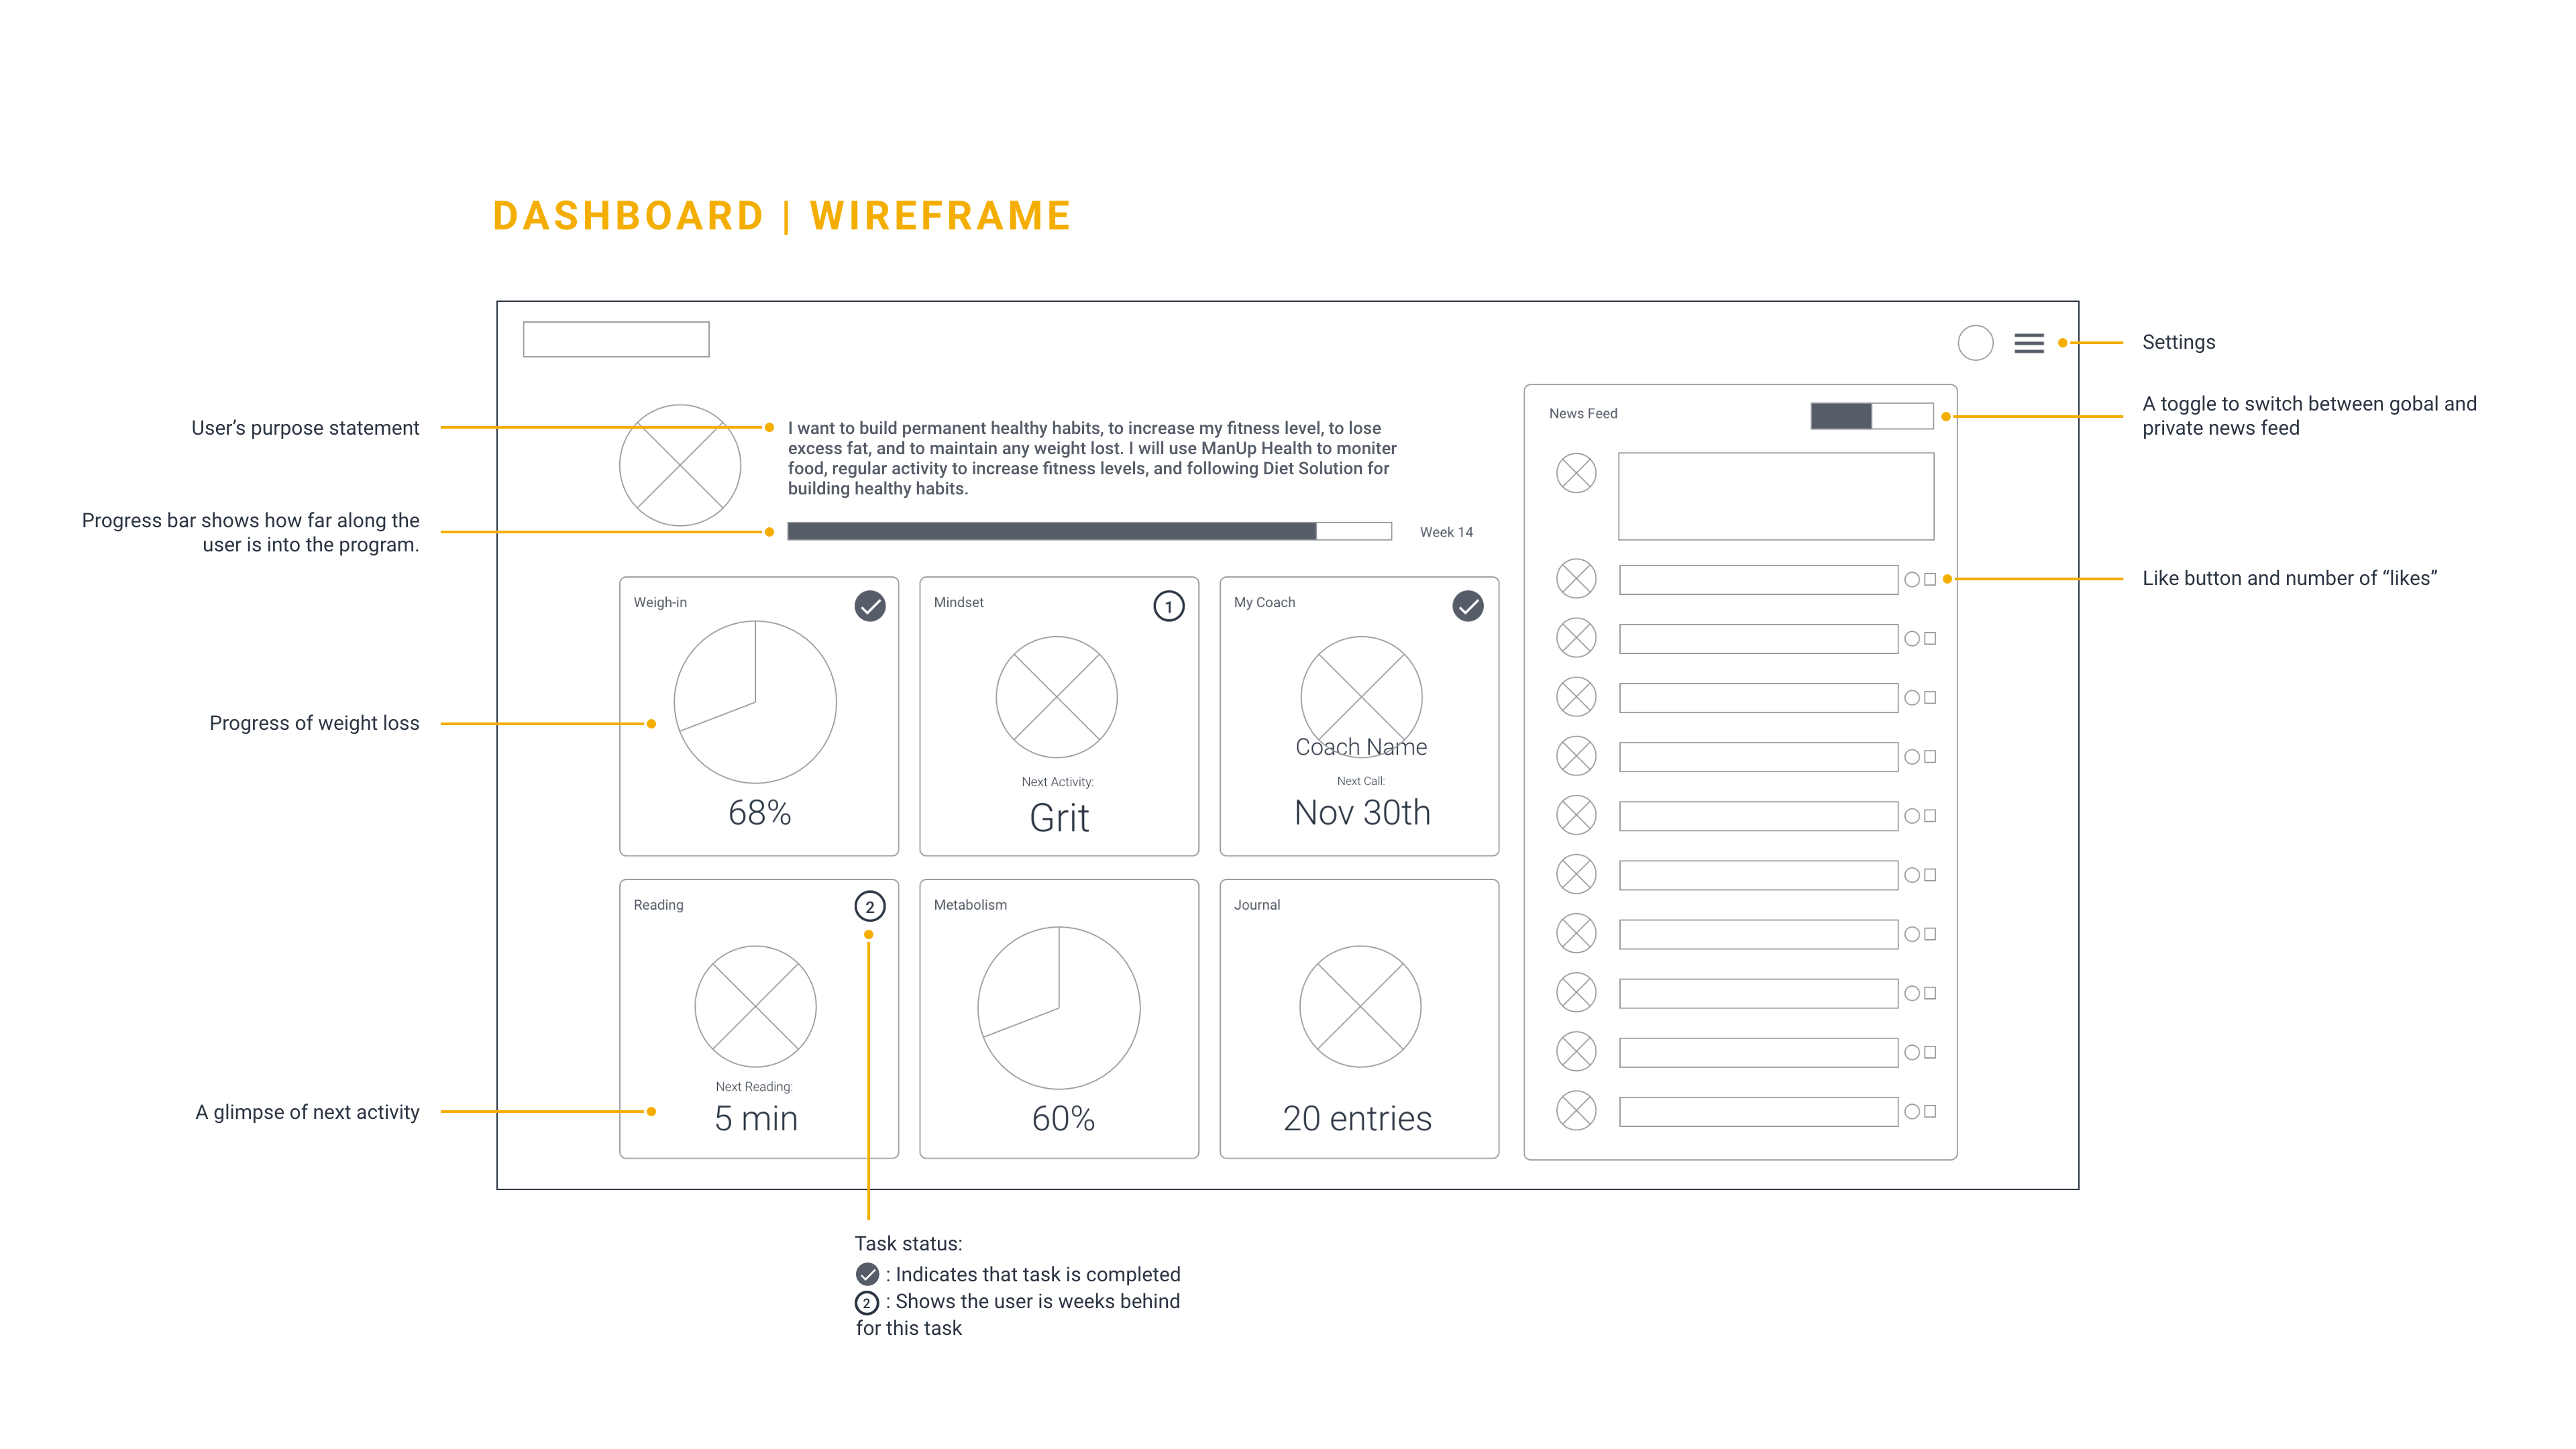 DASHBOARD | WIREFRAME
Settings
User’s purpose statement
I want to build permanent healthy habits, to increase my fitness level, to lose
excess fat, and to maintain any weight lost. I will use ManUp Health to moniter
food, regular activity to increase fitness levels, and following Diet Solution for
building healthy habits.
News Feed
A toggle to switch between gobal and
private news feed
Progress bar shows how far along the
user is into the program.
Week 14
Like button and number of “likes”
Weigh-in
68%
Progress of weight loss
Mindset
1
Next Activity:
Grit
My Coach
Coach Name
Next Call:
Nov 30th
Reading
2
Next Reading:
5 min
A glimpse of next activity
Metabolism
60%
Journal
20 entries
Task status:
: Indicates that task is completed
2 : Shows the user is weeks behind
for this task